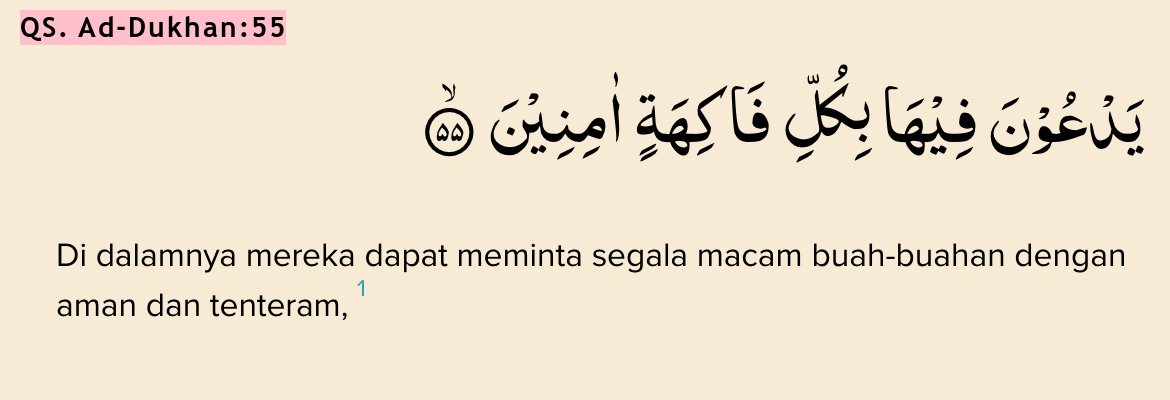 QS. Ad-Dukhan:55
يَدْعُوْنَ فِيْهَا بِكُلِّ فَاكِهَةٍ اٰمِنِيْنَ ۙ ۵۵
Di dalamnya mereka dapat meminta segala macam buah-buahan dengan
aman dan tenteram, 1